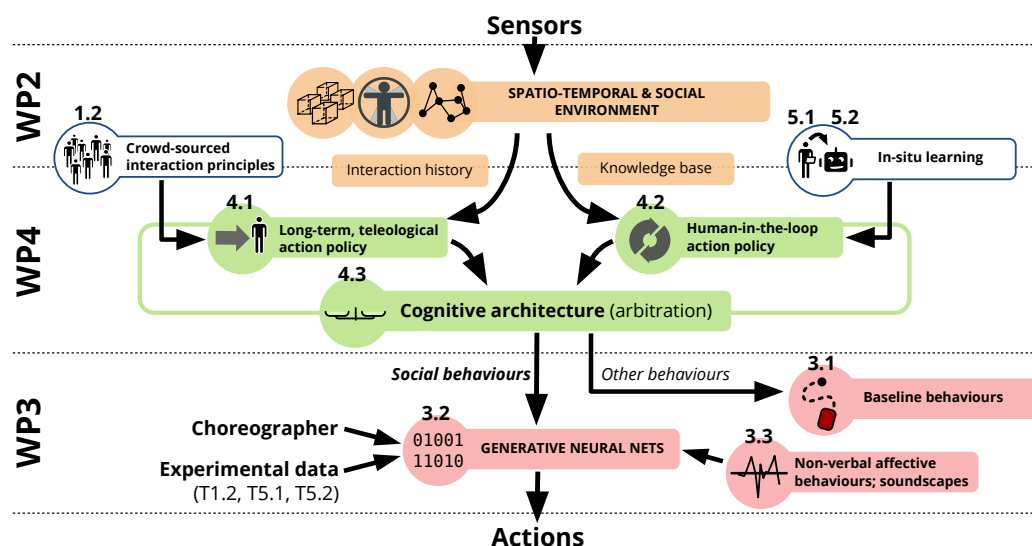 Sensors
WP2
SPATIO-TEMPORAL & SOCIAL
ENVIRONMENT
1.2
Crowd-sourced
interaction principles
5.1 5.2
In-situ learning
Interaction history
Knowledge base
WP4
4.1
Long-term, teleological
action policy
4.2
Human-in-the-loop
action policy
4.3
Cognitive architecture (arbitration)
Social behaviours
Other behaviours
WP3
3.1
Baseline behaviours
Choreographer
3.2
01001
11010
GENERATIVE NEURAL NETS
Experimental data
(T1.2, T5.1, T5.2)
3.3
Non-verbal affective
behaviours; soundscapes
Actions